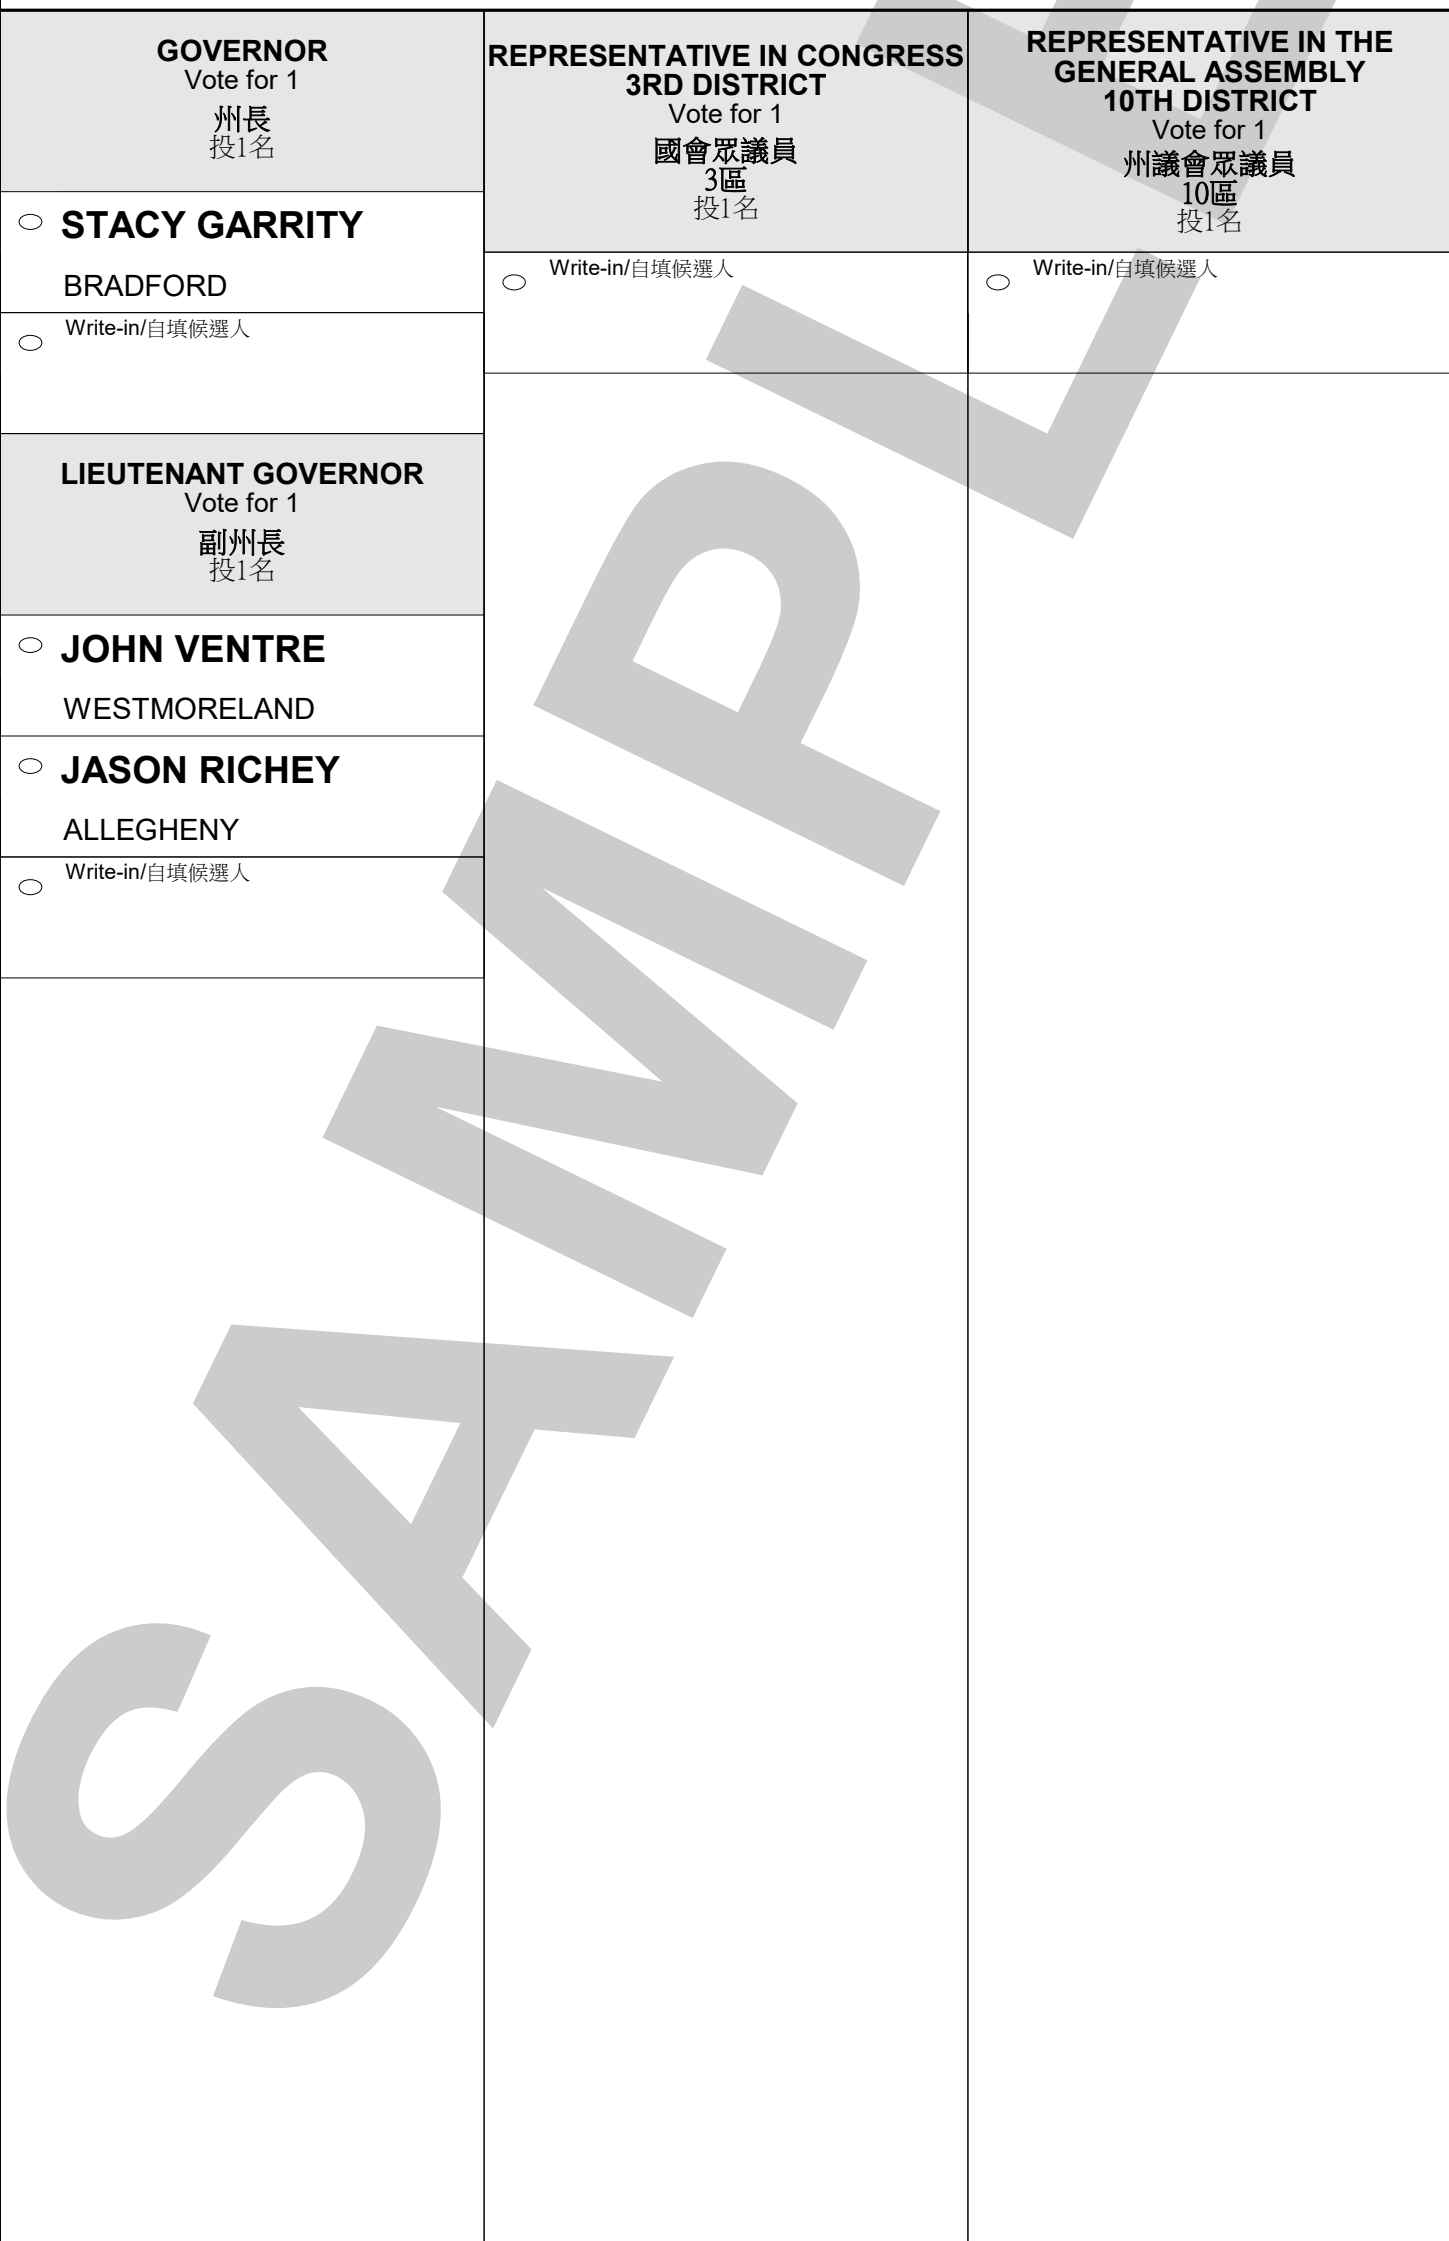 GOVERNOR
Vote for 1
州長
投1名
STACY GARRITY
BRADFORD
Write-in/自填候選人
LIEUTENANT GOVERNOR
Vote for 1
副州長
投1名
JOHN VENTRE
WESTMORELAND
JASON RICHEY
ALLEGHENY
Write-in/自填候選人
REPRESENTATIVE IN CONGRESS
3RD DISTRICT
Vote for 1
國會眾議員
3區
投1名
Write-in/自填候選人
REPRESENTATIVE IN THE
GENERAL ASSEMBLY
10TH DISTRICT
Vote for 1
州議會眾議員
10區
投1名
Write-in/自填候選人
SAMPLE